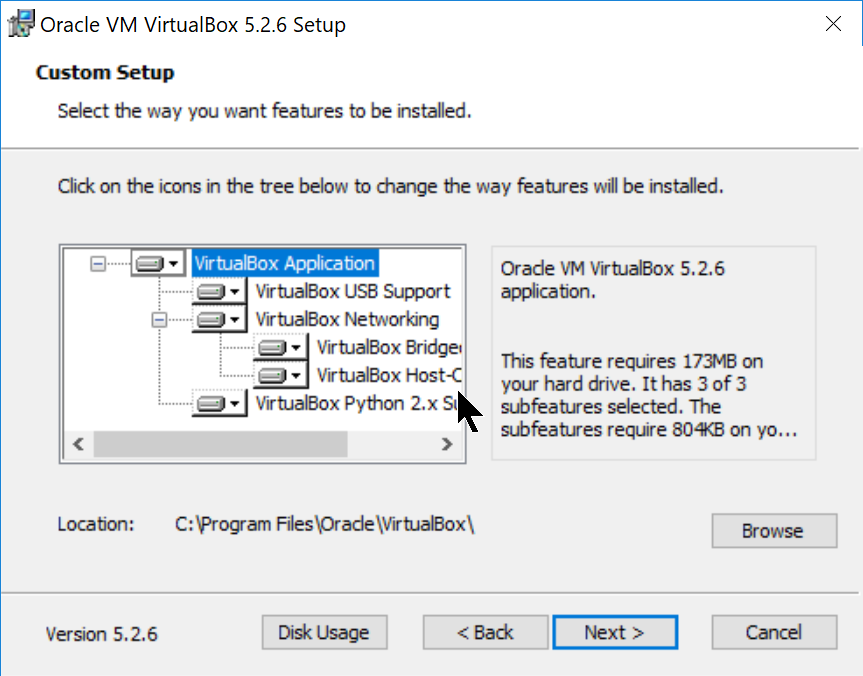 Oracle VM VirtualBox 5.2.6 Setup
Custom Setup
Select the way you want features to be installed.
Click on the icons in the tree below to change the way features will be installed.
VirtualBox Application
VirtualBox USB Support
VirtualBox Networking
VirtualBox Bridge
VirtualBox Host-
VirtualBox Python 2.x
Oracle VM VirtualBox 5.2.6
application.
This feature requires 173MB on
your hard drive. It has 3 of 3
subfeatures selected. The
subfeatures require 804KB on yo...
Location:
C:\Program Files\Oracle\VirtualBox\
Browse
Version 5.2.6
Disk Usage
< Back
Next >
Cancel